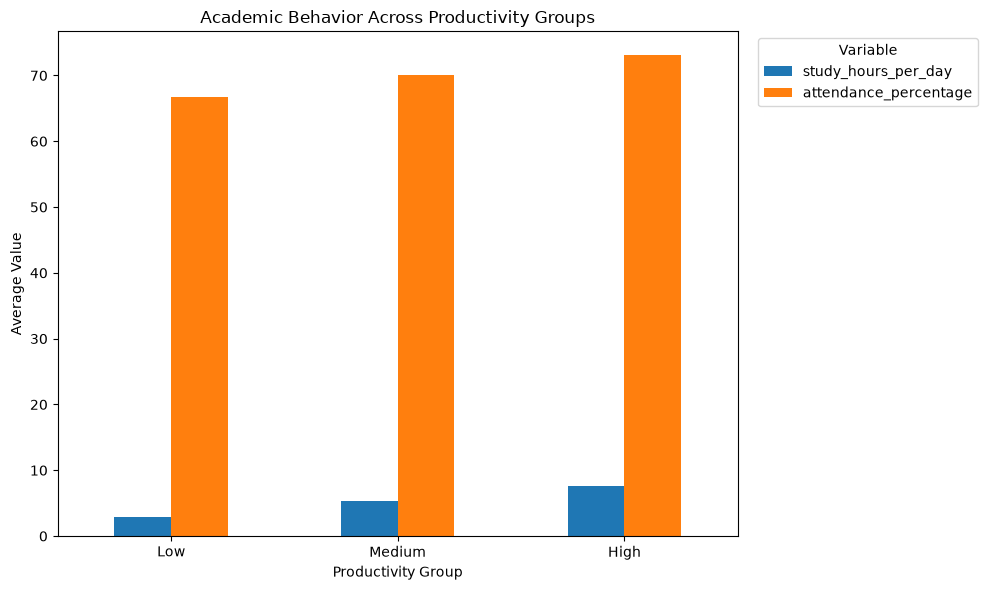 Academic Behavior Across Productivity Groups
Variable
study_hours_per_day
attendance_percentage
Average Value
70
60
50
40
30
20
10
0
Low
Medium
High
Productivity Group